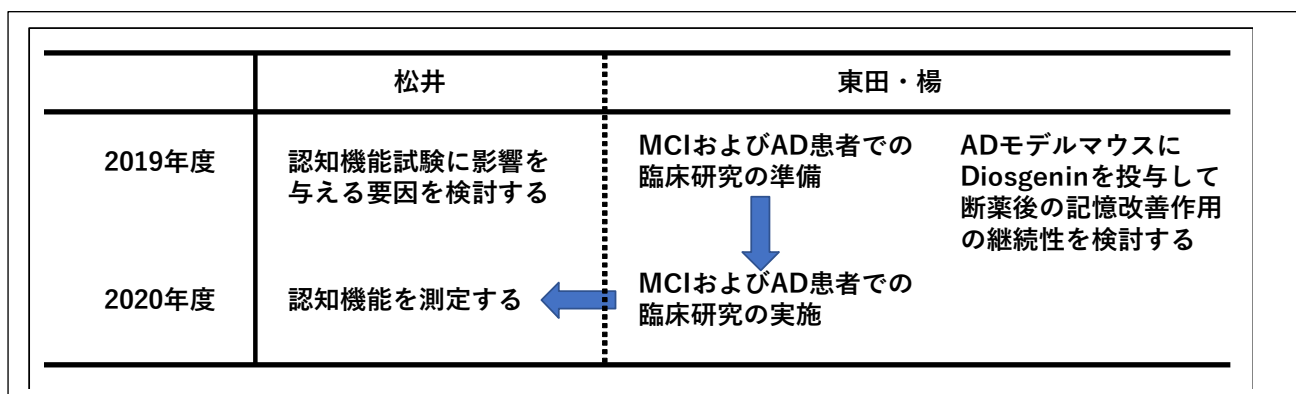 松井
東田・楊
2019年度
認知機能試験に影響を
与える要因を検討する
MCIおよびAD患者での
臨床研究の準備
ADモデルマウスに
Diosgeninを投与して
断薬後の記憶改善作用
の継続性を検討する
2020年度
認知機能を測定する
MCIおよびAD患者での
臨床研究の実施